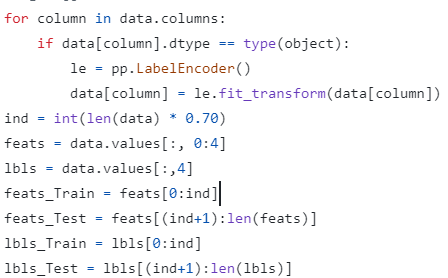 for column in data.columns:
    if data[column].dtype == type(object):
        le = pp.LabelEncoder()
        data[column] = le.fit_transform(data[column])
ind = int(len(data) * 0.70)
feats = data.values[:, 0:4]
lbls = data.values[:,4]
feats_Train = feats[0:ind]
feats_Test = feats[(ind+1):len(feats)]
lbls_Train = lbls[0:ind]
lbls_Test = lbls[(ind+1):len(lbls)]